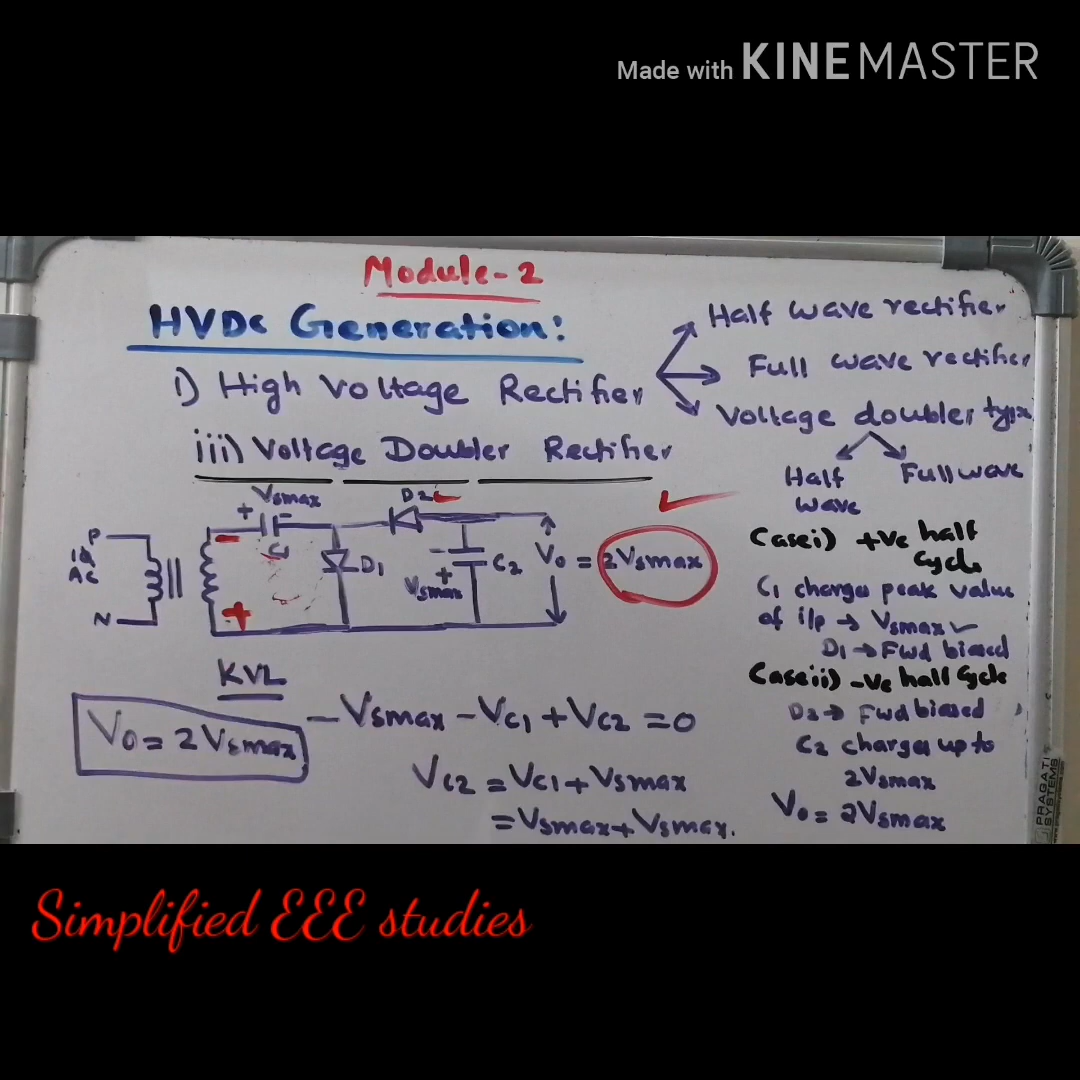 Made with KINEMASTER
Module-2
HVDC Generation:
i) High Voltage Rectifier
Half wave rectifier
Full wave rectifier
Voltage doubler type
Half wave
Full wave
iii) Voltage Doubler Rectifier
Vsmax
+ -
C1
D2
D1
P
1ϕ
AC
N
-
+
-
+
Vsmax
C2
Vo = 2Vsmax
Case i) +ve half
cycle
C1 charges peak value
of i/p → Vsmax
D1 → Fwd biased
Case ii) -ve half cycle
D2 → Fwd biased
C2 charges up to
2Vsmax
Vo = 2Vsmax
KVL
Vo = 2Vsmax
-Vsmax - VC1 + VC2 = 0
VC2 = VC1 + Vsmax
= Vsmax + Vsmax.
PRAGATI
SYSTEMS
Simplified EEE studies